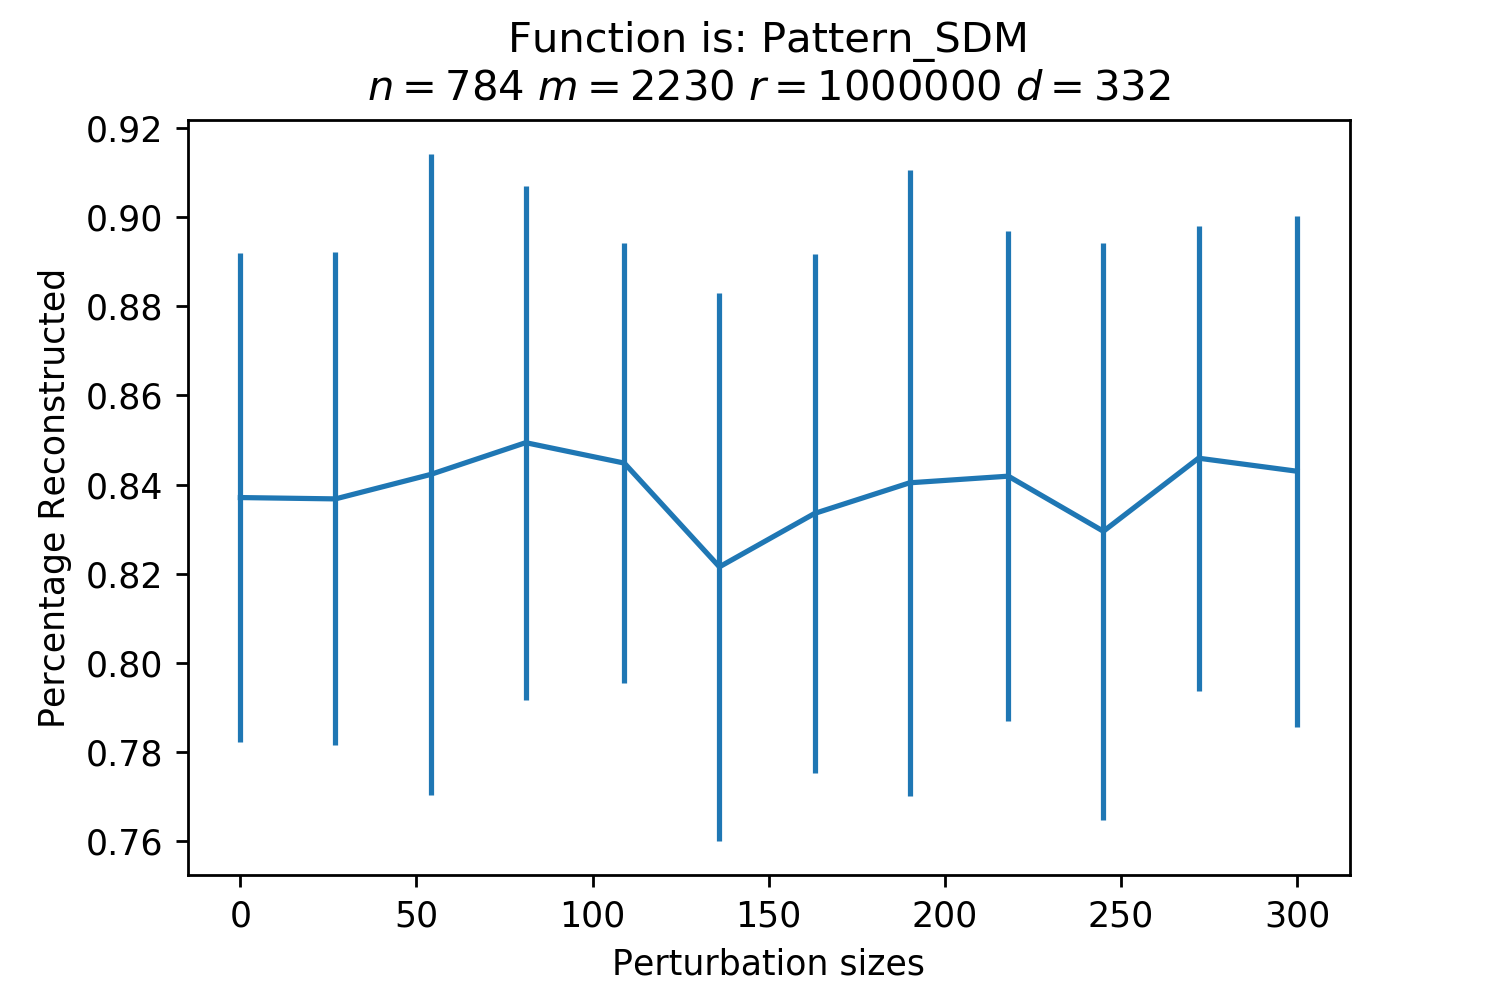 Function is: Pattern_SDM
n = 784 m = 2230 r = 1000000 d = 332
0.92
0.90
0.88
0.86
0.84
0.82
0.80
0.78
0.76
Percentage Reconstructed
0 50 100 150 200 250 300
Perturbation sizes